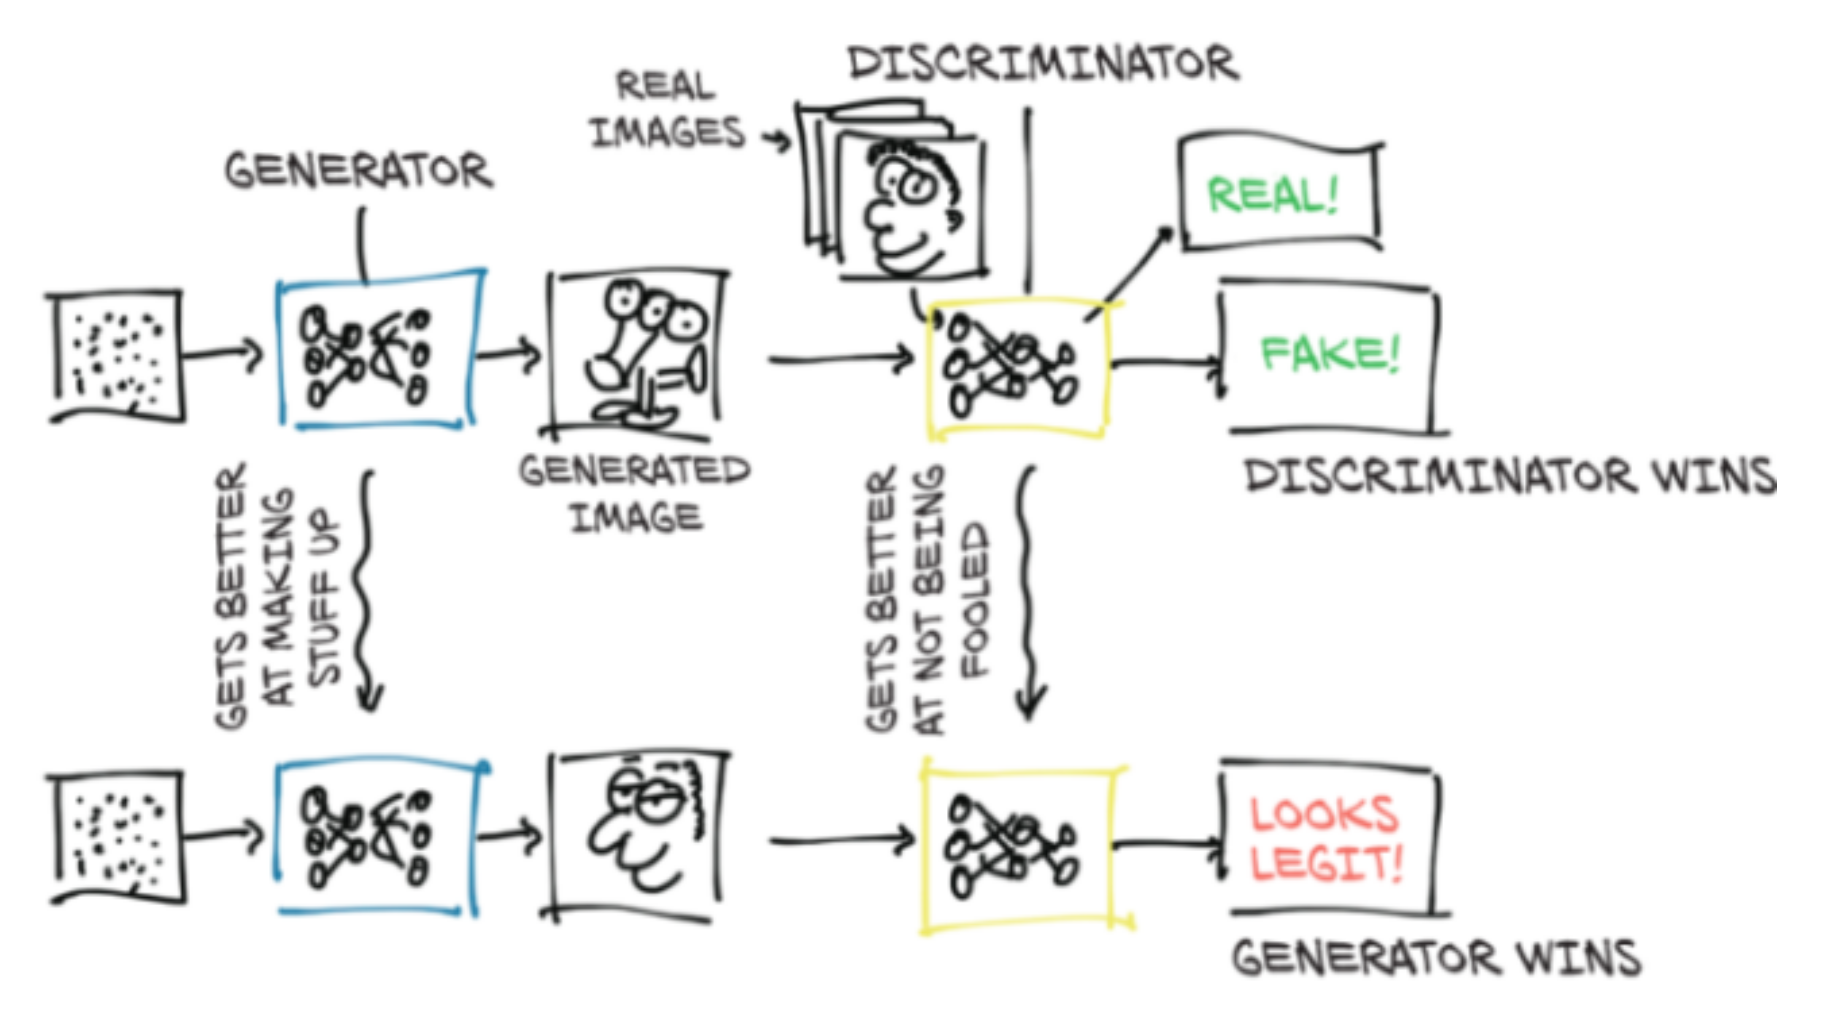 DISCRIMINATOR
REAL
IMAGES
GENERATOR
REAL!
FAKE!
GENERATED
IMAGE
DISCRIMINATOR WINS
GETS BETTER
AT MAKING
STUFF UP
GETS BETTER
AT NOT BEING
FOOLED
LOOKS
LEGIT!
GENERATOR WINS